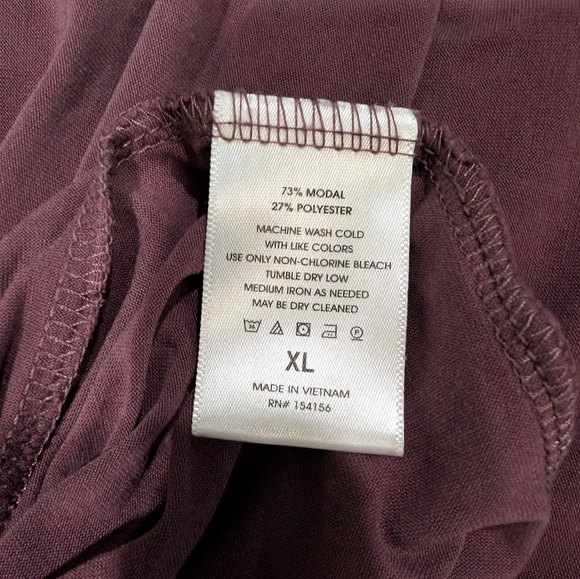 73% MODAL
27% POLYESTER
MACHINE WASH COLD
WITH LIKE COLORS
USE ONLY NON-CHLORINE BLEACH
TUMBLE DRY LOW
MEDIUM IRON AS NEEDED
MAY BE DRY CLEANED
30 P
XL
MADE IN VIETNAM
RN# 154156